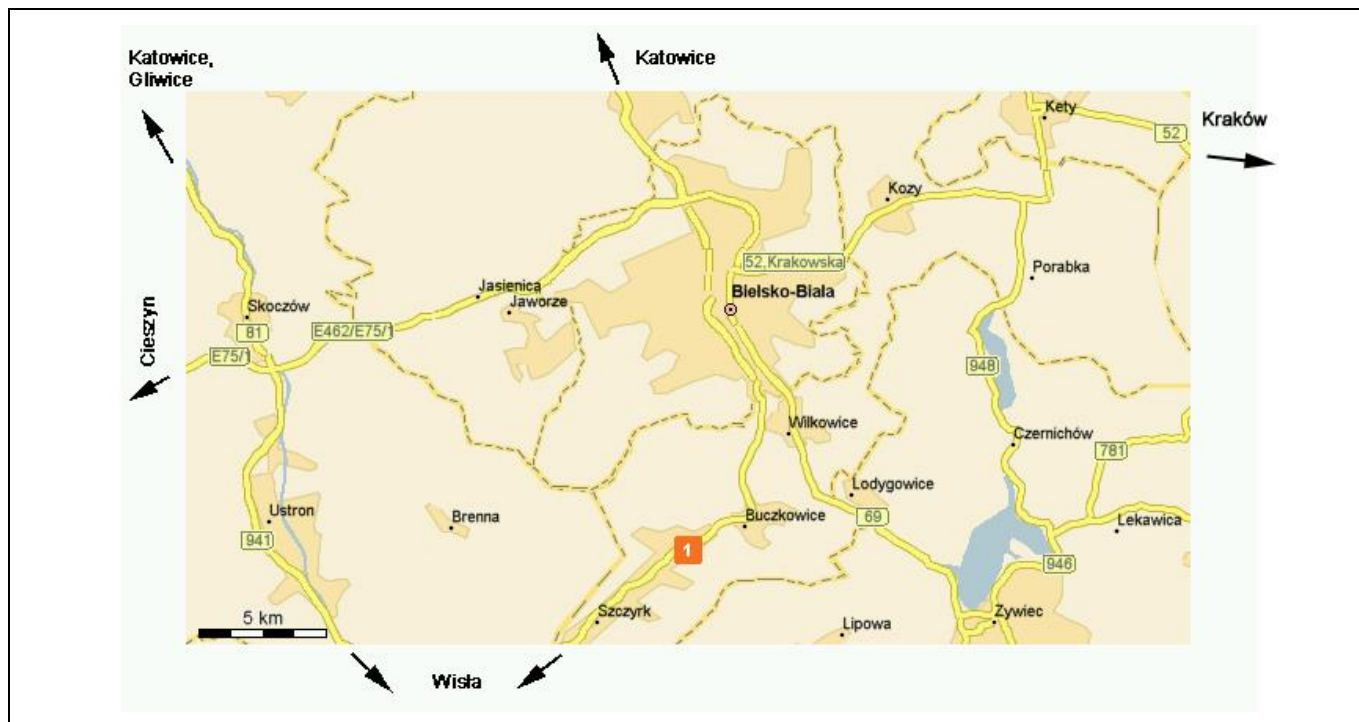 Katowice,
Gliwice
Katowice
Kety
52
Kraków
Kozy
52,Krakowska
Porabka
Jasienica
Bielsko-Biala
Skoczów
Jaworze
81
E462/E75/1
Cieszyn
E75/1
948
Wilkowice
Czernichów
781
Lodygowice
Ustron
Brenna
Buczkowice
69
Lekawica
941
1
946
5 km
Szczyrk
Lipowa
Zywiec
Wisła